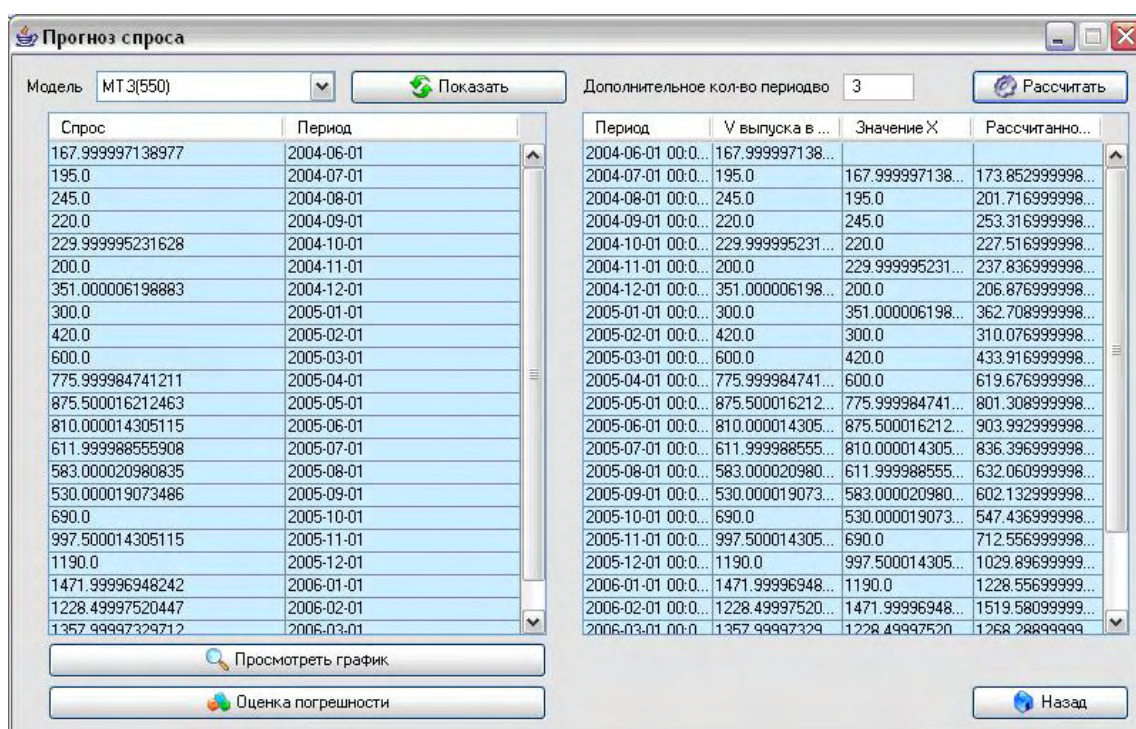 Прогноз спроса
Модель МТЗ(550) Показать Дополнительное кол-во периодво 3 Рассчитать
Спрос Период
167.999997138977 2004-06-01
195.0 2004-07-01
245.0 2004-08-01
220.0 2004-09-01
229.999995231628 2004-10-01
200.0 2004-11-01
351.000006198883 2004-12-01
300.0 2005-01-01
420.0 2005-02-01
600.0 2005-03-01
775.999984741211 2005-04-01
875.500016212463 2005-05-01
810.000014305115 2005-06-01
611.999988555908 2005-07-01
583.000020980835 2005-08-01
530.000019073486 2005-09-01
690.0 2005-10-01
997.500014305115 2005-11-01
1190.0 2005-12-01
1471.99996948242 2006-01-01
1228.49997520447 2006-02-01
1357.99997329712 2006-03-01
Период V выпуска в ... Значение X Рассчитанно...
2004-06-01 00:0... 167.999997138...
2004-07-01 00:0... 195.0 167.999997138... 173.852999998...
2004-08-01 00:0... 245.0 195.0 201.716999998...
2004-09-01 00:0... 220.0 245.0 253.316999998...
2004-10-01 00:0... 229.999995231... 220.0 227.516999998...
2004-11-01 00:0... 200.0 229.999995231... 237.836999998...
2004-12-01 00:0... 351.000006198... 200.0 206.876999998...
2005-01-01 00:0... 300.0 351.000006198... 362.708999998...
2005-02-01 00:0... 420.0 300.0 310.076999998...
2005-03-01 00:0... 600.0 420.0 433.916999998...
2005-04-01 00:0... 775.999984741... 600.0 619.676999998...
2005-05-01 00:0... 875.500016212... 775.999984741... 801.308999998...
2005-06-01 00:0... 810.000014305... 875.500016212... 903.992999998...
2005-07-01 00:0... 611.999988555... 810.000014305... 836.396999998...
2005-08-01 00:0... 583.000020980... 611.999988555... 632.060999998...
2005-09-01 00:0... 530.000019073... 583.000020980... 602.132999998...
2005-10-01 00:0... 690.0 530.000019073... 547.436999998...
2005-11-01 00:0... 997.500014305... 690.0 712.556999998...
2005-12-01 00:0... 1190.0 997.500014305... 1029.89699999...
2006-01-01 00:0... 1471.99996948... 1190.0 1228.55699999...
2006-02-01 00:0... 1228.49997520... 1471.99996948... 1519.58099999...
2006-03-01 00:0... 1357.99997329... 1228.49997520... 1268.28899999...
Просмотреть график
Оценка погрешности
Назад